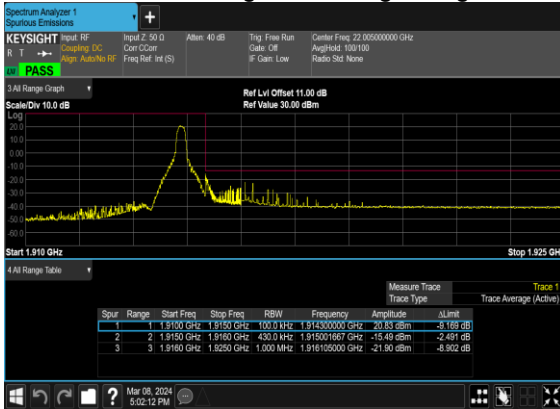 Spectrum Analyzer 1
Spurious Emissions
+
KEYSIGHT Input: RF Input Z: 50 Ω Atten: 40 dB Trig: Free Run Center Freq: 22.005000000 GHz
R T Coupling: DC Corr CCorr Gate: Off Avg|Hold: 100/100
Align: Auto/No RF Freq Ref: Int (S) IF Gain: Low Radio Std: None
PASS
3 All Range Graph
Ref Lvl Offset 11.00 dB
Scale/Div 10.0 dB Ref Value 30.00 dBm
Log
20.0
10.0
0.00
-10.0
-20.0
-30.0
-40.0
-50.0
-60.0
Start 1.910 GHz Stop 1.925 GH
4 All Range Table
Measure Trace Trace 1
Trace Type Trace Average (Active)
Spur Range Start Freq Stop Freq RBW Frequency Amplitude ΔLimit
1 1 1.9100 GHz 1.9150 GHz 100.0 kHz 1.914300000 GHz 20.83 dBm -9.169 dB
2 2 1.9150 GHz 1.9160 GHz 430.0 kHz 1.915001667 GHz -15.49 dBm -2.491 dB
3 3 1.9160 GHz 1.9250 GHz 1.000 MHz 1.916105000 GHz -21.90 dBm -8.902 dB
?
Mar 08, 2024
5:02:12 PM